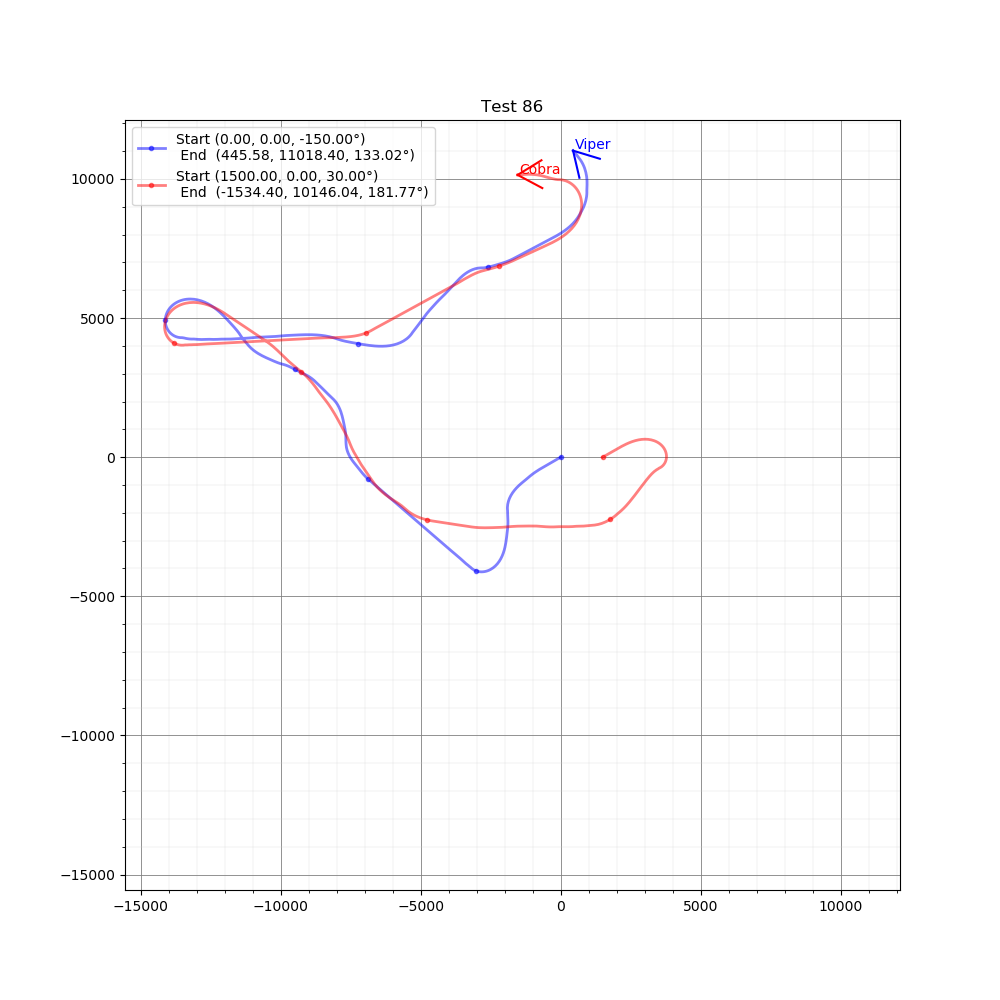 Test 86
Start (0.00, 0.00, -150.00°)
End  (445.58, 11018.40, 133.02°)
Start (1500.00, 0.00, 30.00°)
End  (-1534.40, 10146.04, 181.77°)
Viper
Cobra
10000
5000
0
−5000
−10000
−15000
−15000 −10000 −5000 0 5000 10000